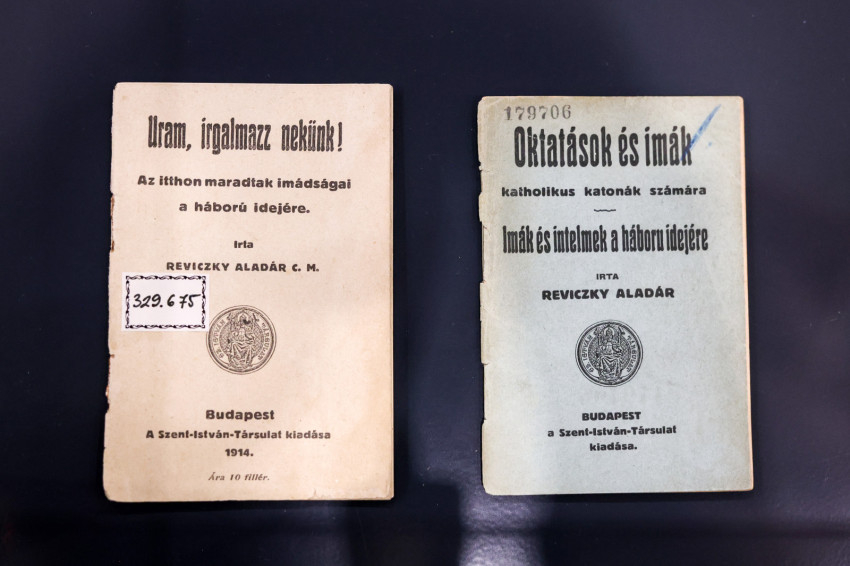 Uram, irgalmazz nekünk!
Az itthon maradtak imádságai
a háború idejére.
Irta
REVICZKY ALADÁR C. M.
329.675
Budapest
A Szent-István-Társulat kiadása
1914.
Ára 10 fillér.
179706
Oktatások és imák
katholikus katonák számára
Imák és intelmek a háboru idejére
IRTA
REVICZKY ALADÁR
BUDAPEST
a Szent-István-Társulat
kiadása.